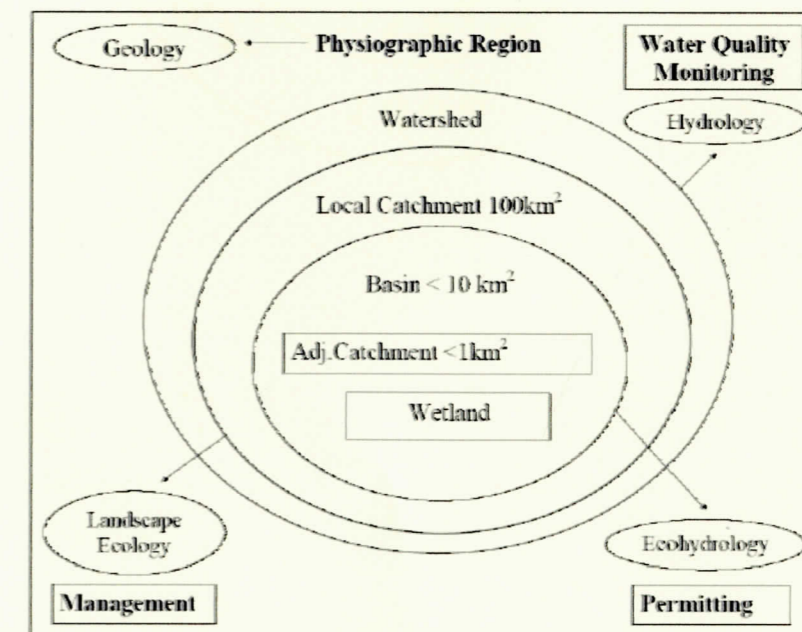 Geology
Physiographic Region
Water Quality
Monitoring
Watershed
Hydrology
Local Catchment 100km²
Basin < 10 km²
Adj.Catchment <1km²
Wetland
Landscape
Ecology
Ecohydrology
Management
Permitting